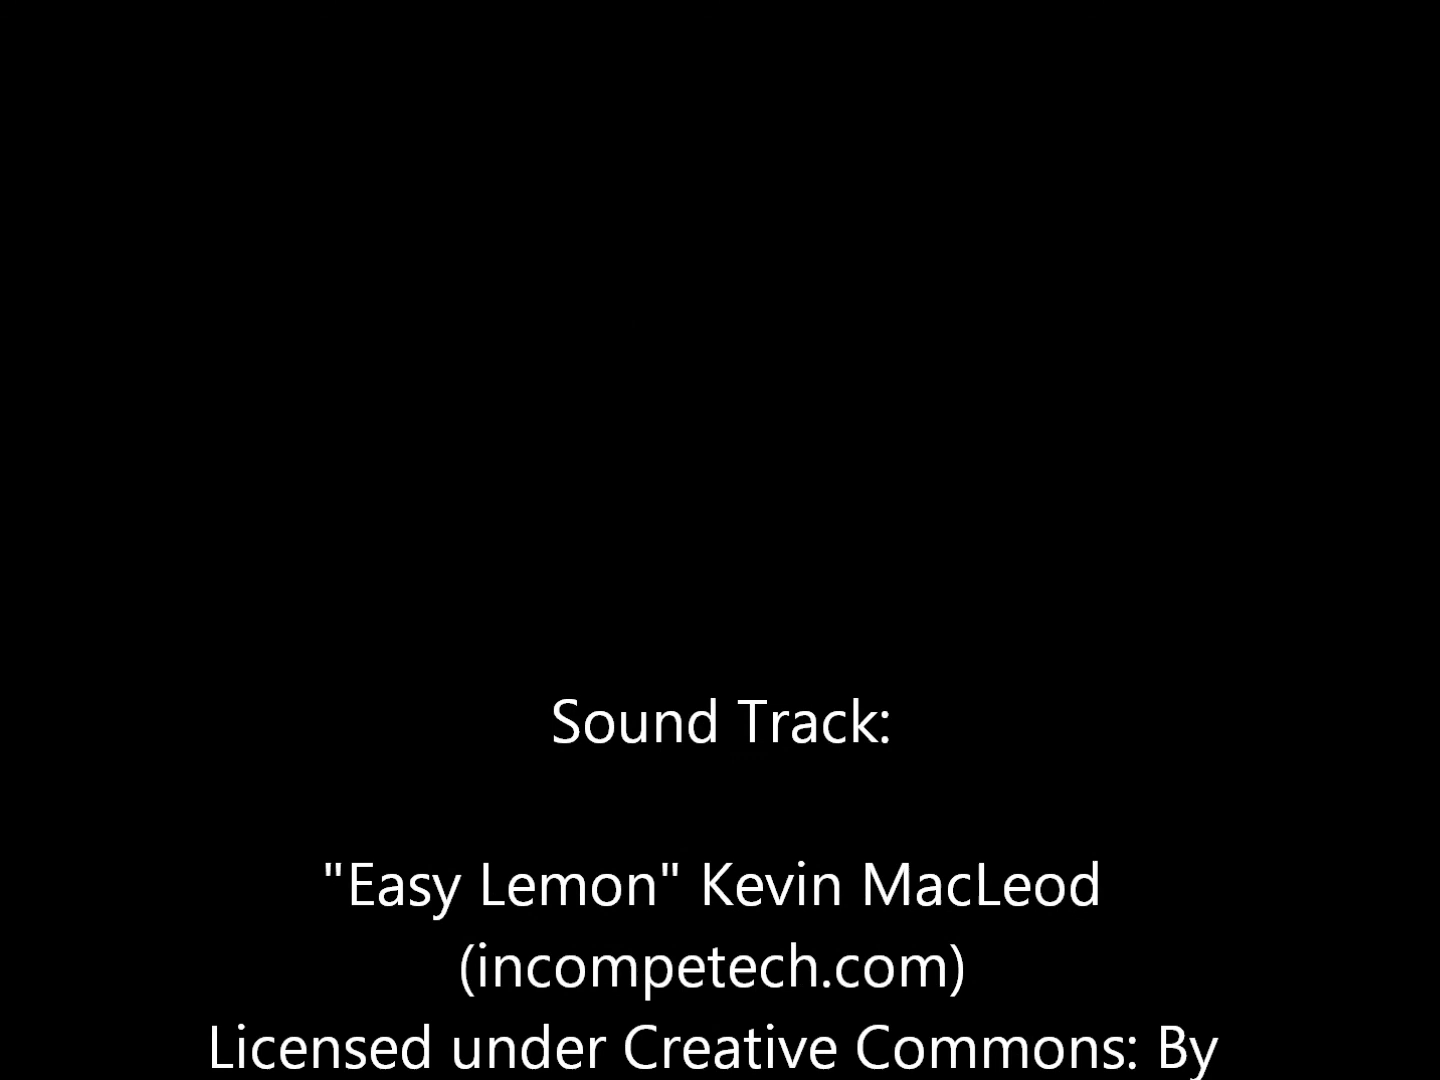 Sound Track:
"Easy Lemon" Kevin MacLeod
(incompetech.com)
Licensed under Creative Commons: By